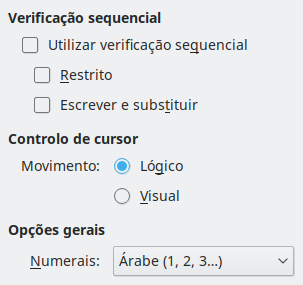 Verificação sequencial
Utilizar verificação sequencial
Restrito
Escrever e substituir
Controlo de cursor
Movimento: Lógico
Visual
Opções gerais
Numerais: Árabe (1, 2, 3...)